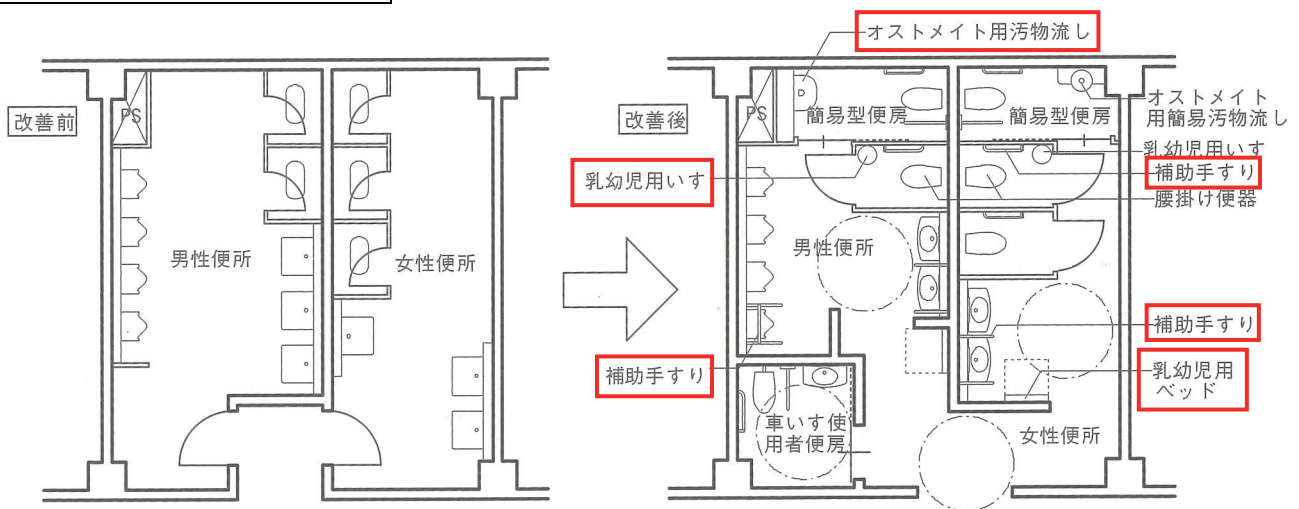 オストメイト用汚物流し
改善前
PS
男性便所
女性便所
改善後
PS
簡易型便房
簡易型便房
オストメイト
用簡易汚物流し
乳幼児用いす
乳幼児用いす
補助手すり
腰掛け便器
男性便所
補助手すり
補助手すり
乳幼児用
ベッド
車いす使
用者便房
女性便所